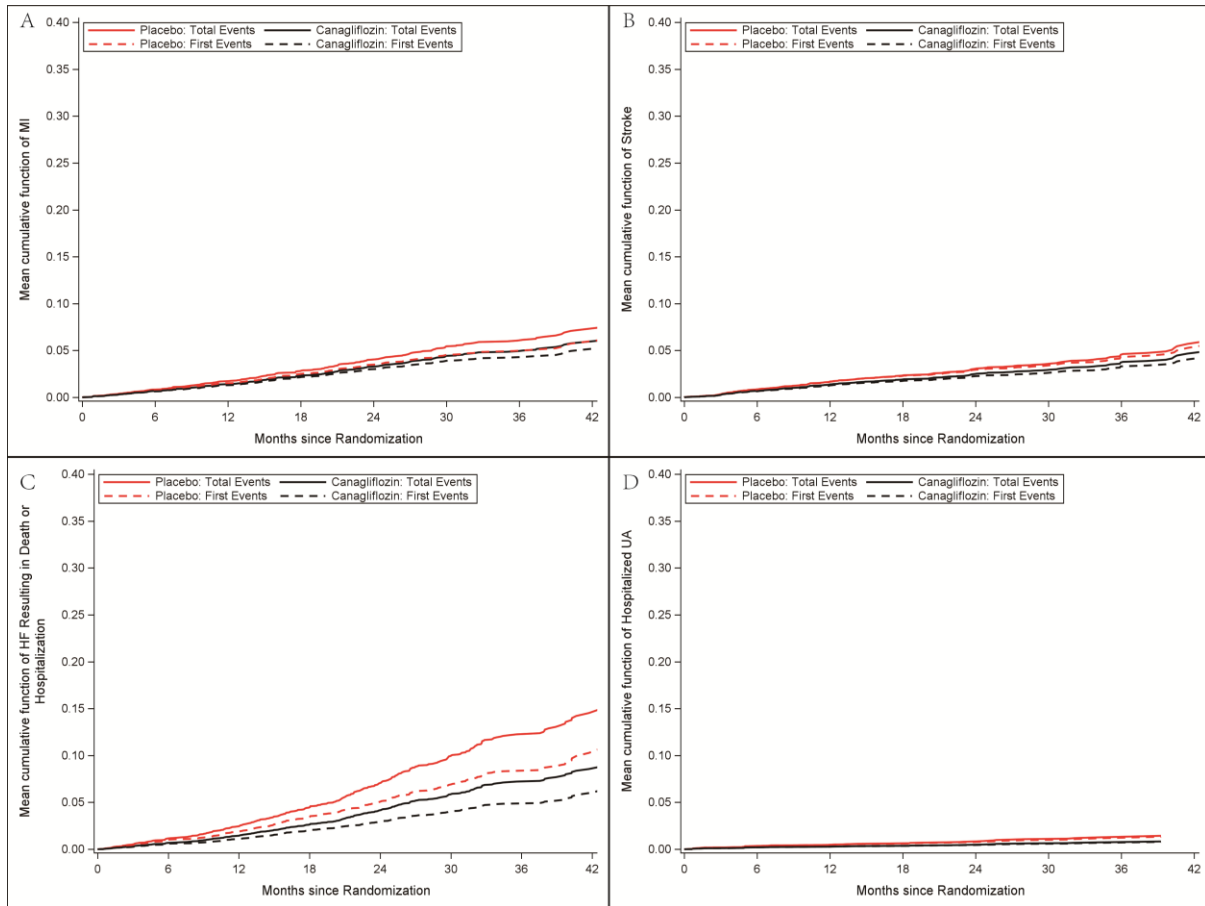 A
Placebo: Total Events
Canagliflozin: Total Events
Placebo: First Events
Canagliflozin: First Events
Mean cumulative function of MI
0.40
0.35
0.30
0.25
0.20
0.15
0.10
0.05
0.00
0 6 12 18 24 30 36 42
Months since Randomization
B
Placebo: Total Events
Canagliflozin: Total Events
Placebo: First Events
Canagliflozin: First Events
Mean cumulative function of Stroke
0.40
0.35
0.30
0.25
0.20
0.15
0.10
0.05
0.00
0 6 12 18 24 30 36 42
Months since Randomization
C
Placebo: Total Events
Canagliflozin: Total Events
Placebo: First Events
Canagliflozin: First Events
Mean cumulative function of HF Resulting in Death or
Hospitalization
0.40
0.35
0.30
0.25
0.20
0.15
0.10
0.05
0.00
0 6 12 18 24 30 36 42
Months since Randomization
D
Placebo: Total Events
Canagliflozin: Total Events
Placebo: First Events
Canagliflozin: First Events
Mean cumulative function of Hospitalized UA
0.40
0.35
0.30
0.25
0.20
0.15
0.10
0.05
0.00
0 6 12 18 24 30 36 42
Months since Randomization